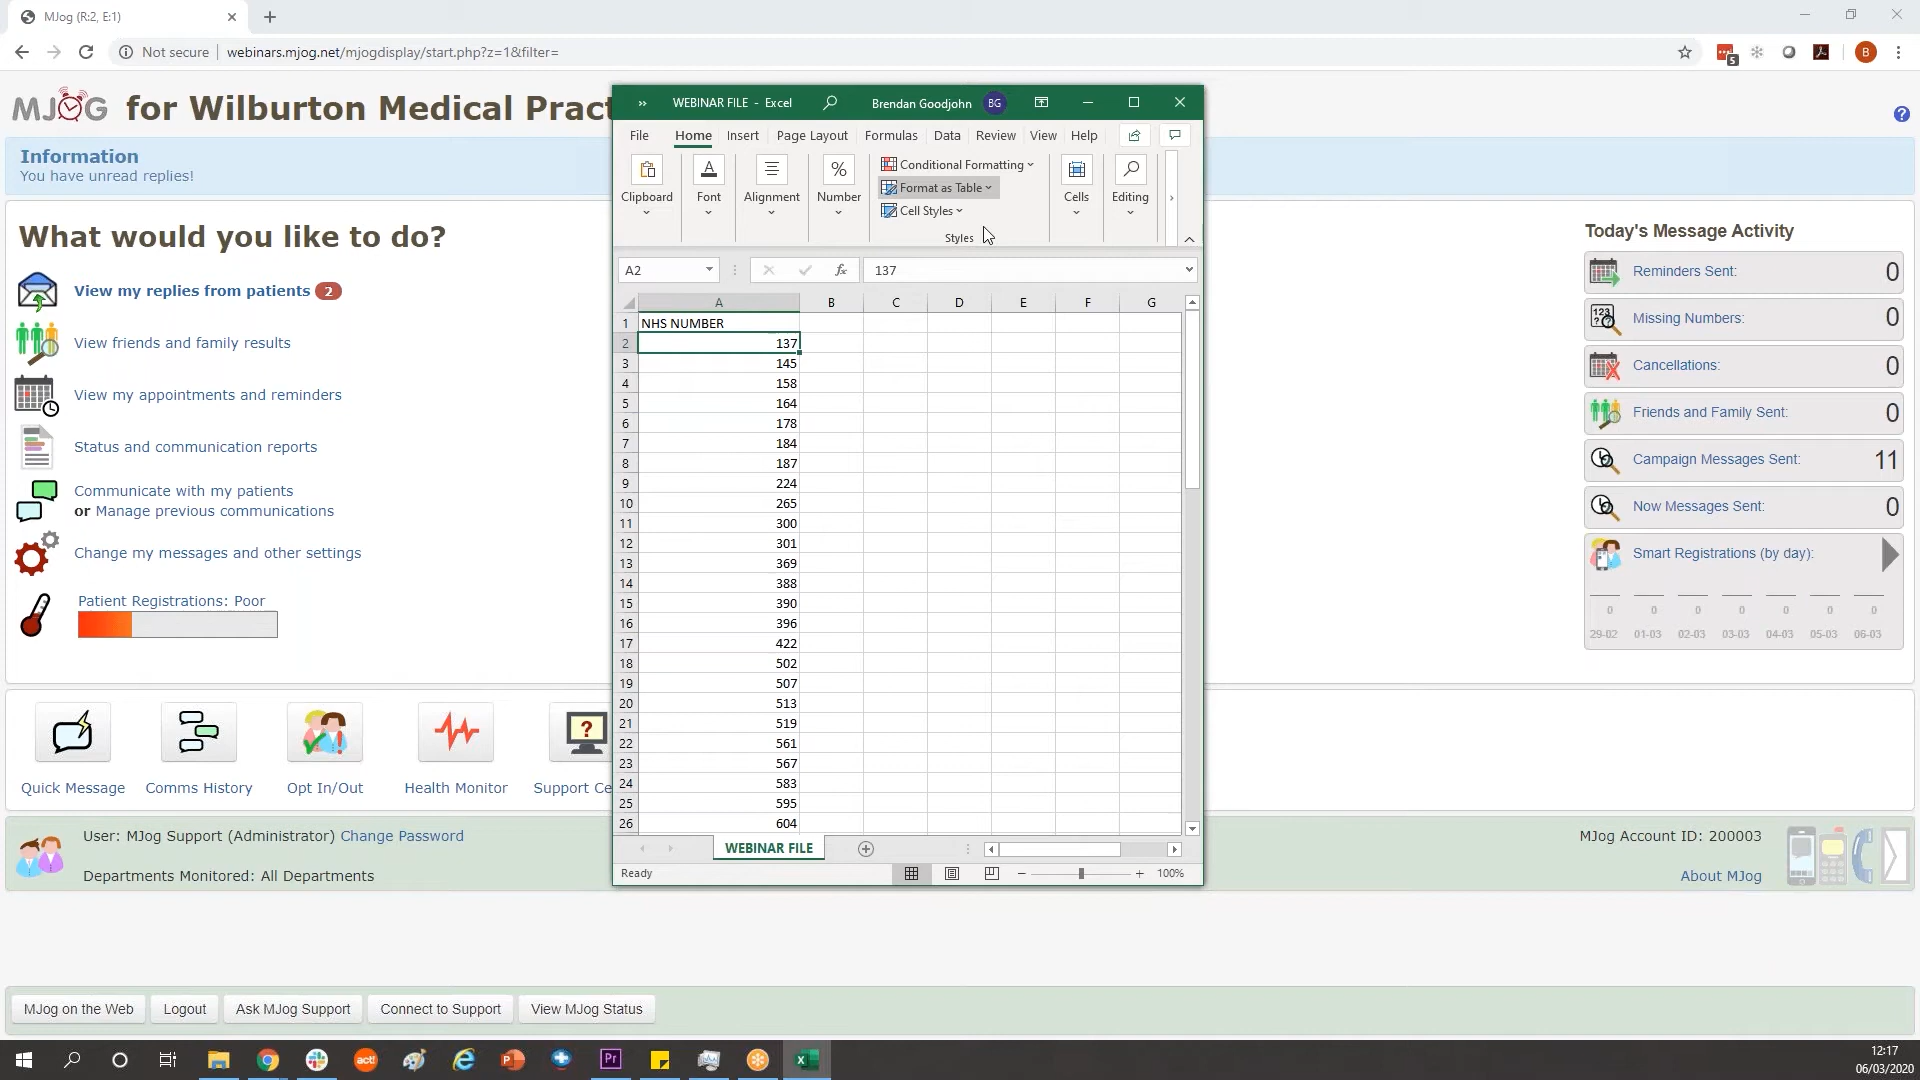 MJog (R:2, E:1)
Not secure webinars.mjog.net/mjogdisplay/start.php?z=1&filter=
5
B
MJOG for Wilburton Medical Pract
Information
You have unread replies!
What would you like to do?
View my replies from patients 2
View friends and family results
View my appointments and reminders
Status and communication reports
Communicate with my patients
or Manage previous communications
Change my messages and other settings
Patient Registrations: Poor
Quick Message
Comms History
Opt In/Out
Health Monitor
Support Ce
User: MJog Support (Administrator) Change Password
Departments Monitored: All Departments
MJog on the Web
Logout
Ask MJog Support
Connect to Support
View MJog Status
WEBINAR FILE - Excel
Brendan Goodjohn BG
File Home Insert Page Layout Formulas Data Review View Help
Clipboard
Font
Alignment
Number
Conditional Formatting
Format as Table
Cell Styles
Styles
Cells
Editing
A2
fx
137
A B C D E F G
1 NHS NUMBER
2 137
3 145
4 158
5 164
6 178
7 184
8 187
9 224
10 265
11 300
12 301
13 369
14 388
15 390
16 396
17 422
18 502
19 507
20 513
21 519
22 561
23 567
24 583
25 595
26 604
WEBINAR FILE
Ready
100%
Today's Message Activity
Reminders Sent: 0
Missing Numbers: 0
Cancellations: 0
Friends and Family Sent: 0
Campaign Messages Sent: 11
Now Messages Sent: 0
Smart Registrations (by day):
0 0 0 0 0 0 0
29-02 01-03 02-03 03-03 04-03 05-03 06-03
MJog Account ID: 200003
About MJog
12:17
06/03/2020